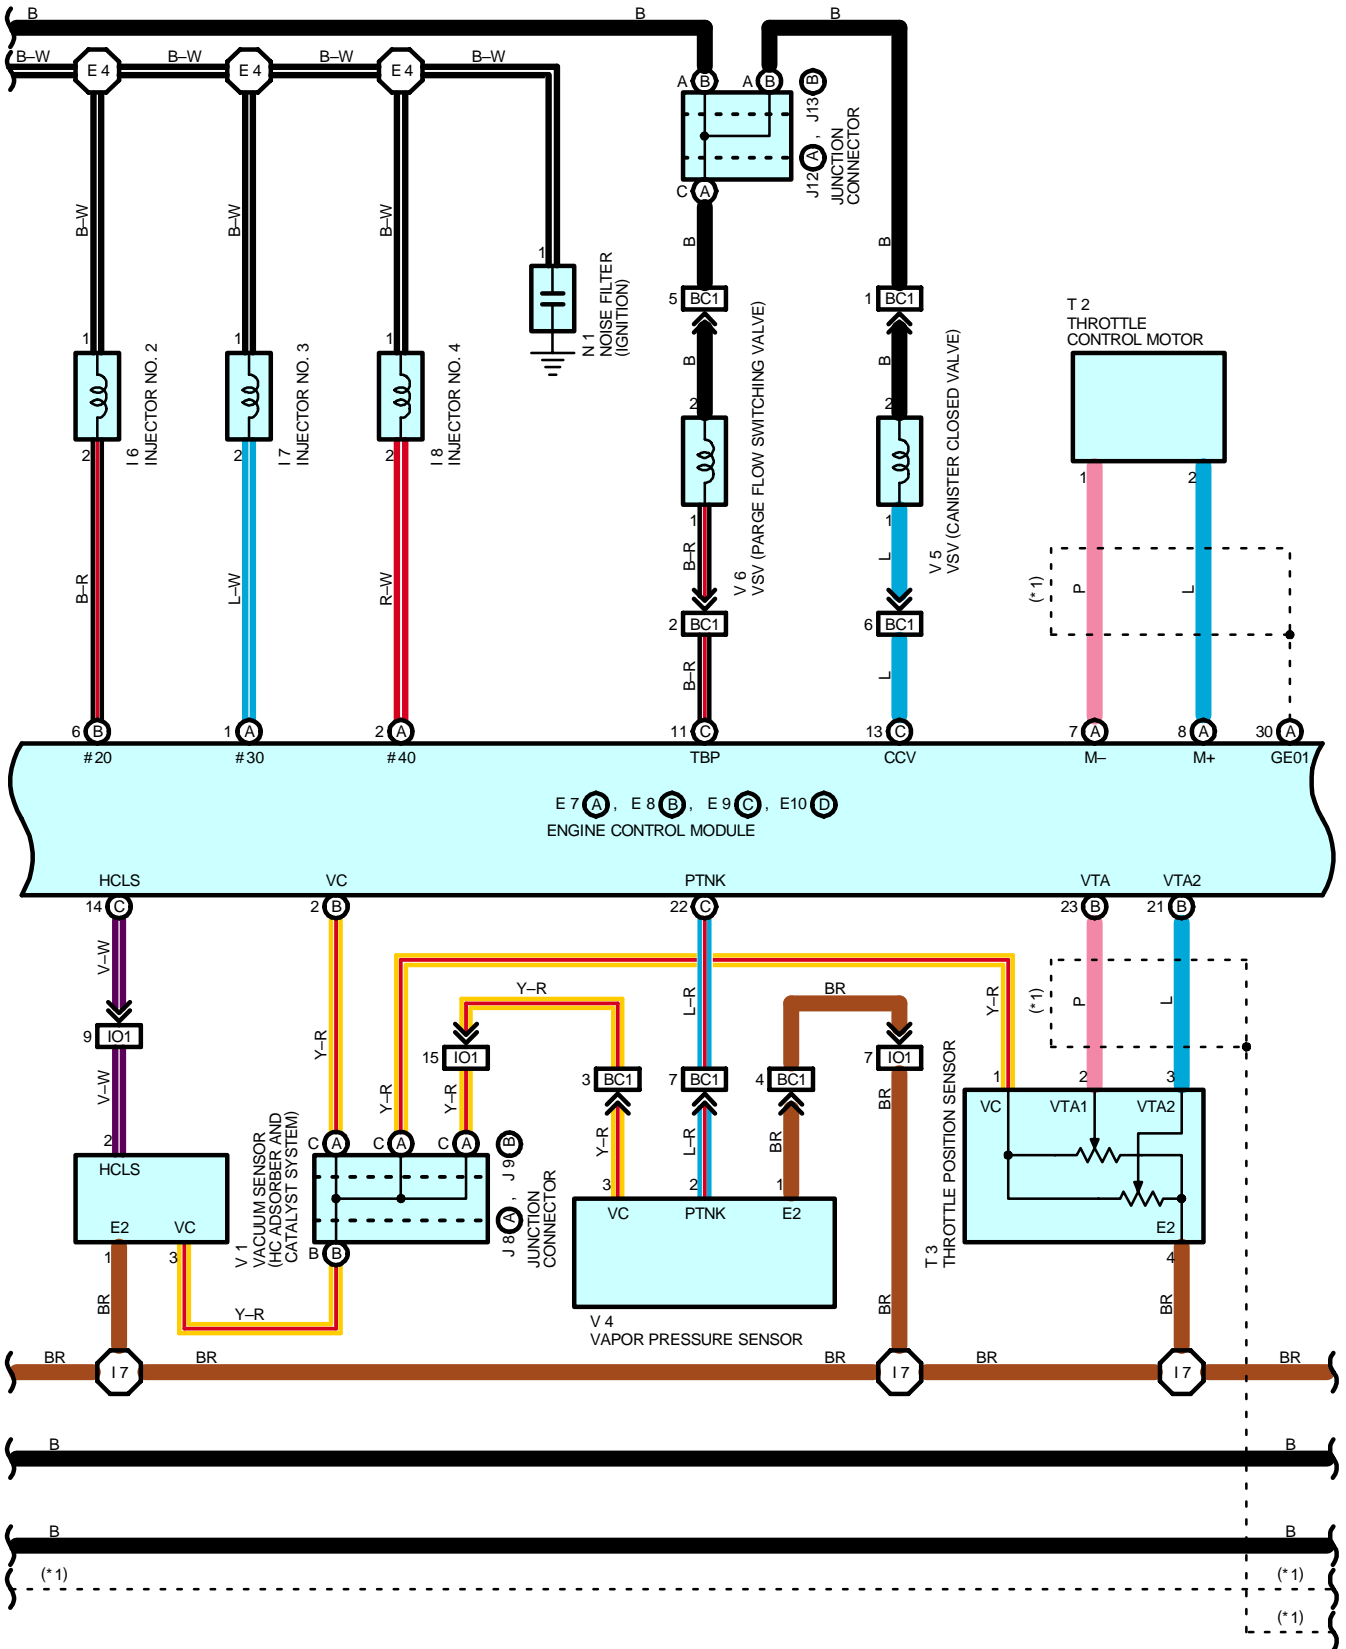 B
B
B
B–W
B–W
B–W
B–W
E 4
E 4
E 4
A
B
A
B
B
J12 A , J13
JUNCTION
CONNECTOR
C
A
B–W
B–W
B–W
B
B
1
N 1
NOISE FILTER
(IGNITION)
5
BC1
1
BC1
B
B
T 2
THROTTLE
CONTROL MOTOR
1
1
1
2
2
I 6
INJECTOR NO. 2
I 7
INJECTOR NO. 3
I 8
INJECTOR NO. 4
2
2
2
V 6
VSV (PARGE FLOW SWITCHING VALVE)
V 5
VSV (CANISTER CLOSED VALVE)
1
2
1
1
B–R
L–W
R–W
B–R
L
(*1)
P
L
2
BC1
6
BC1
B–R
L
6
B
1
A
2
A
11
C
13
C
7
A
8
A
30
A
#20
#30
#40
TBP
CCV
M–
M+
GE01
E 7 A , E 8 B , E 9 C , E10 D
ENGINE CONTROL MODULE
HCLS
VC
PTNK
VTA
VTA2
14
C
2
B
22
C
23
B
21
B
V–W
Y–R
Y–R
L–R
BR
Y–R
(*1)
P
L
9
IO1
15
IO1
7
IO1
3
BC1
7
BC1
4
BC1
V–W
Y–R
Y–R
BR
T 3
THROTTLE POSITION SENSOR
1
2
3
2
C
A
C
A
C
A
B
Y–R
L–R
BR
VC
VTA1
VTA2
HCLS
E2
VC
V 1
VACUUM SENSOR
(HC ADSORBER AND
CATALYST SYSTEM)
J 8 A , J 9
JUNCTION
CONNECTOR
3
2
1
VC
PTNK
E2
E2
1
3
B
B
4
BR
Y–R
BR
BR
V 4
VAPOR PRESSURE SENSOR
BR
BR
BR
BR
BR
I 7
I 7
I 7
B
B
B
B
(*1)
(*1)
(*1)